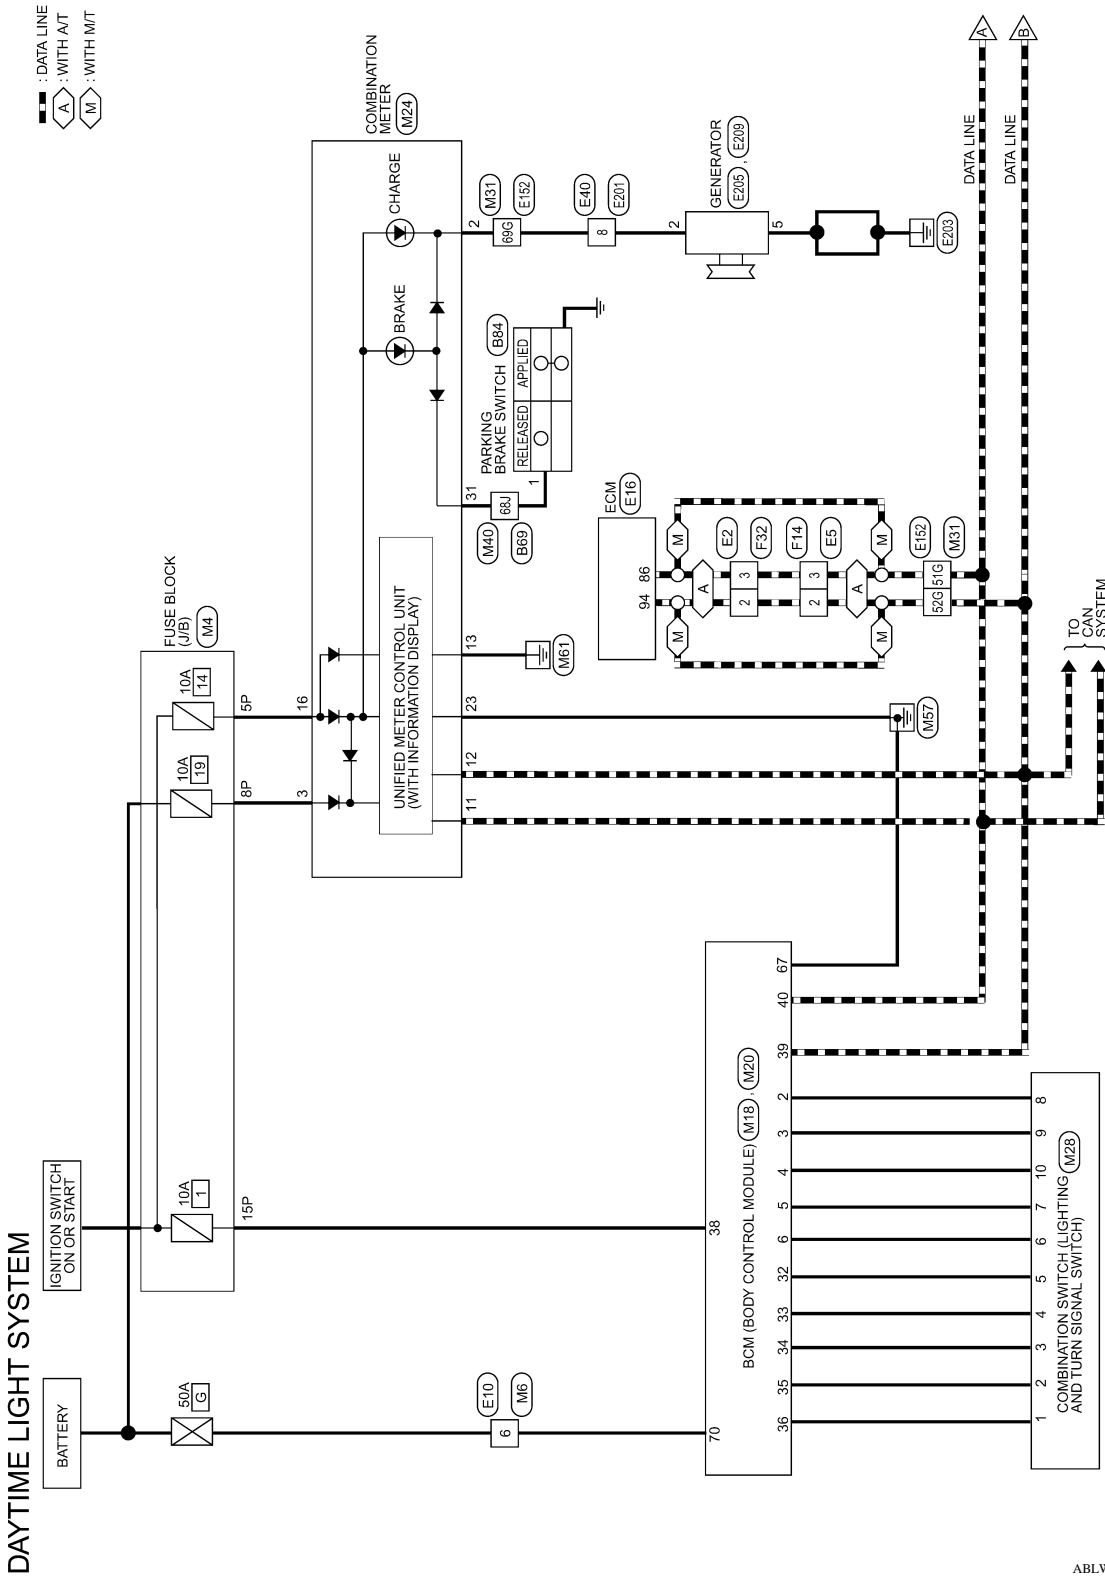 DAYTIME LIGHT SYSTEM
: DATA LINE
A : WITH A/T
M : WITH M/T
BATTERY
IGNITION SWITCH
ON OR START
50A
G
10A
1
10A
19
10A
14
FUSE BLOCK
(J/B)
M4
15P
8P
5P
E10
6
M6
3
16
COMBINATION
METER
M24
UNIFIED METER CONTROL UNIT
(WITH INFORMATION DISPLAY)
BRAKE
CHARGE
11
12
23
13
31
2
M40
68J
B69
PARKING
BRAKE SWITCH
B84
RELEASED
APPLIED
1
M31
69G
E152
E40
8
E201
2
GENERATOR
E205 , E209
5
E203
M61
M57
ECM
E16
94
86
M
M
A
E2
2
3
F32
F14
2
3
E5
A
M
M
E152
52G
51G
M31
70
38
BCM (BODY CONTROL MODULE) M18 , M20
36
35
34
33
32
6
5
4
3
2
39
40
67
1
2
3
4
5
6
7
10
9
8
COMBINATION SWITCH (LIGHTING
AND TURN SIGNAL SWITCH)
M28
DATA LINE
A
DATA LINE
B
TO
CAN
SYSTEM
ABLW